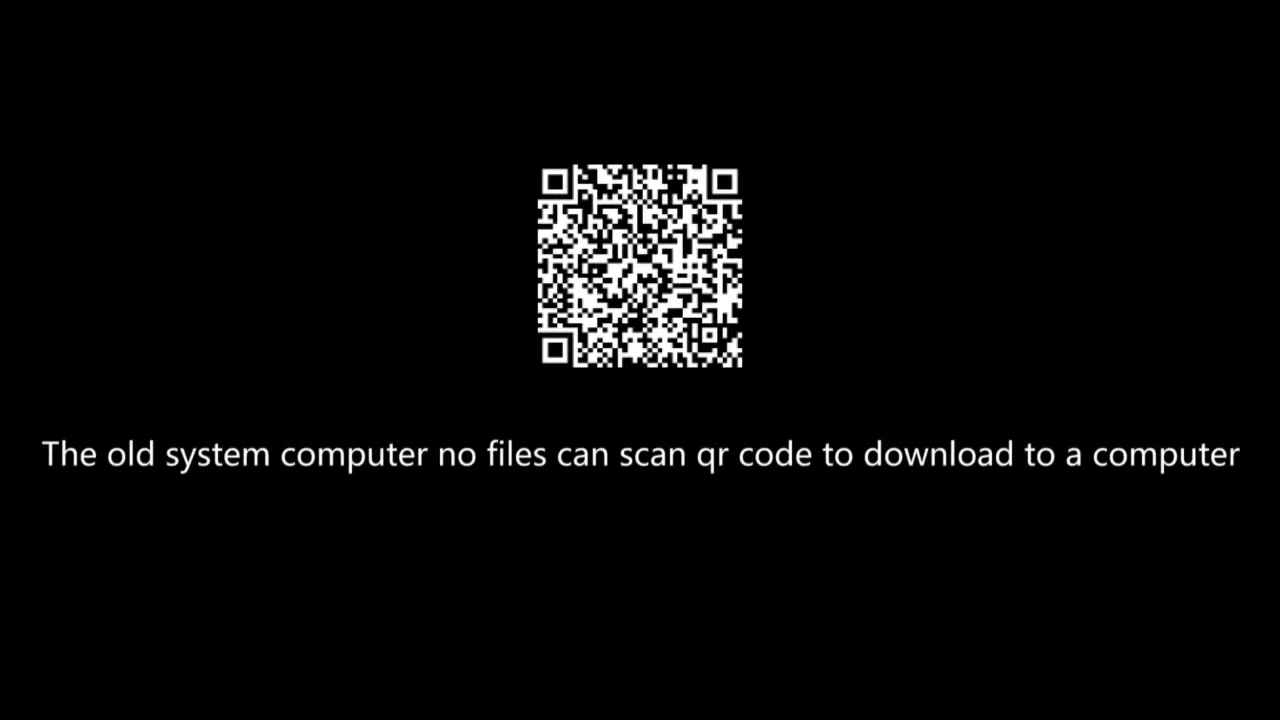 The old system computer no files can scan qr code to download to a computer